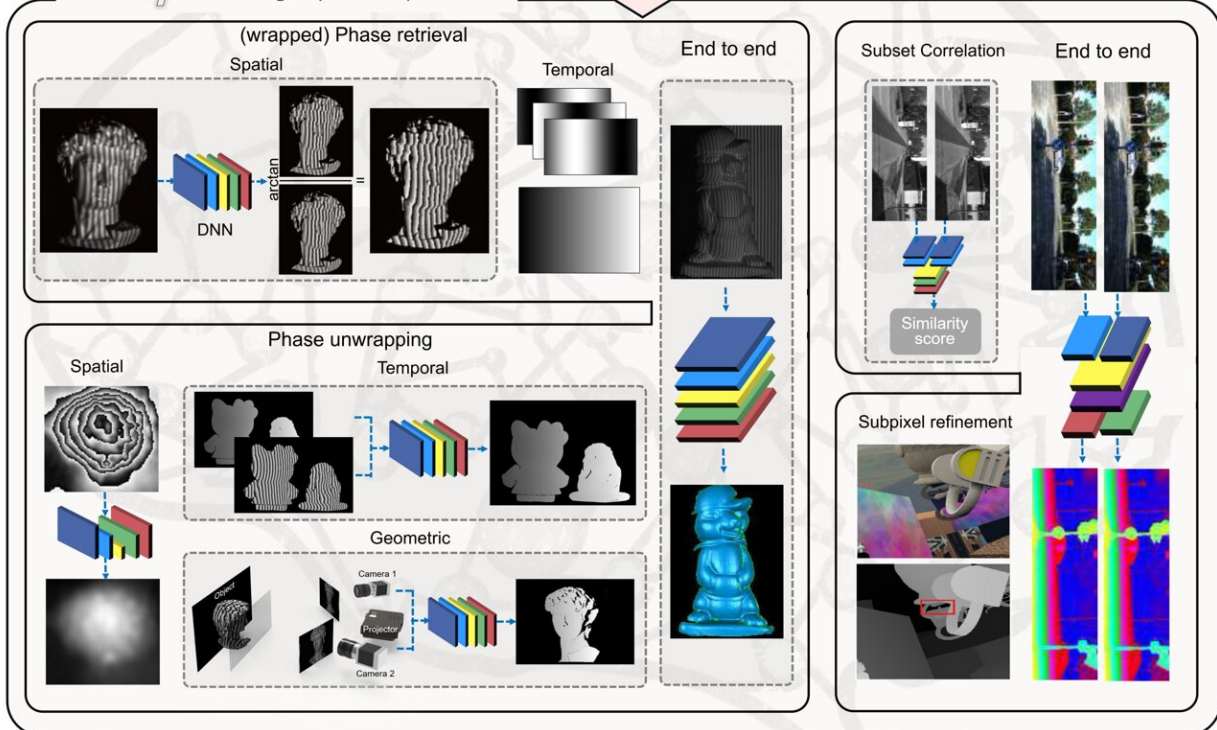 (wrapped) Phase retrieval
Spatial
Temporal
End to end
arctan
=
DNN
Phase unwrapping
Spatial
Temporal
Geometric
Object
Camera 1
Projector
Camera 2
Subset Correlation
End to end
Similarity
score
Subpixel refinement